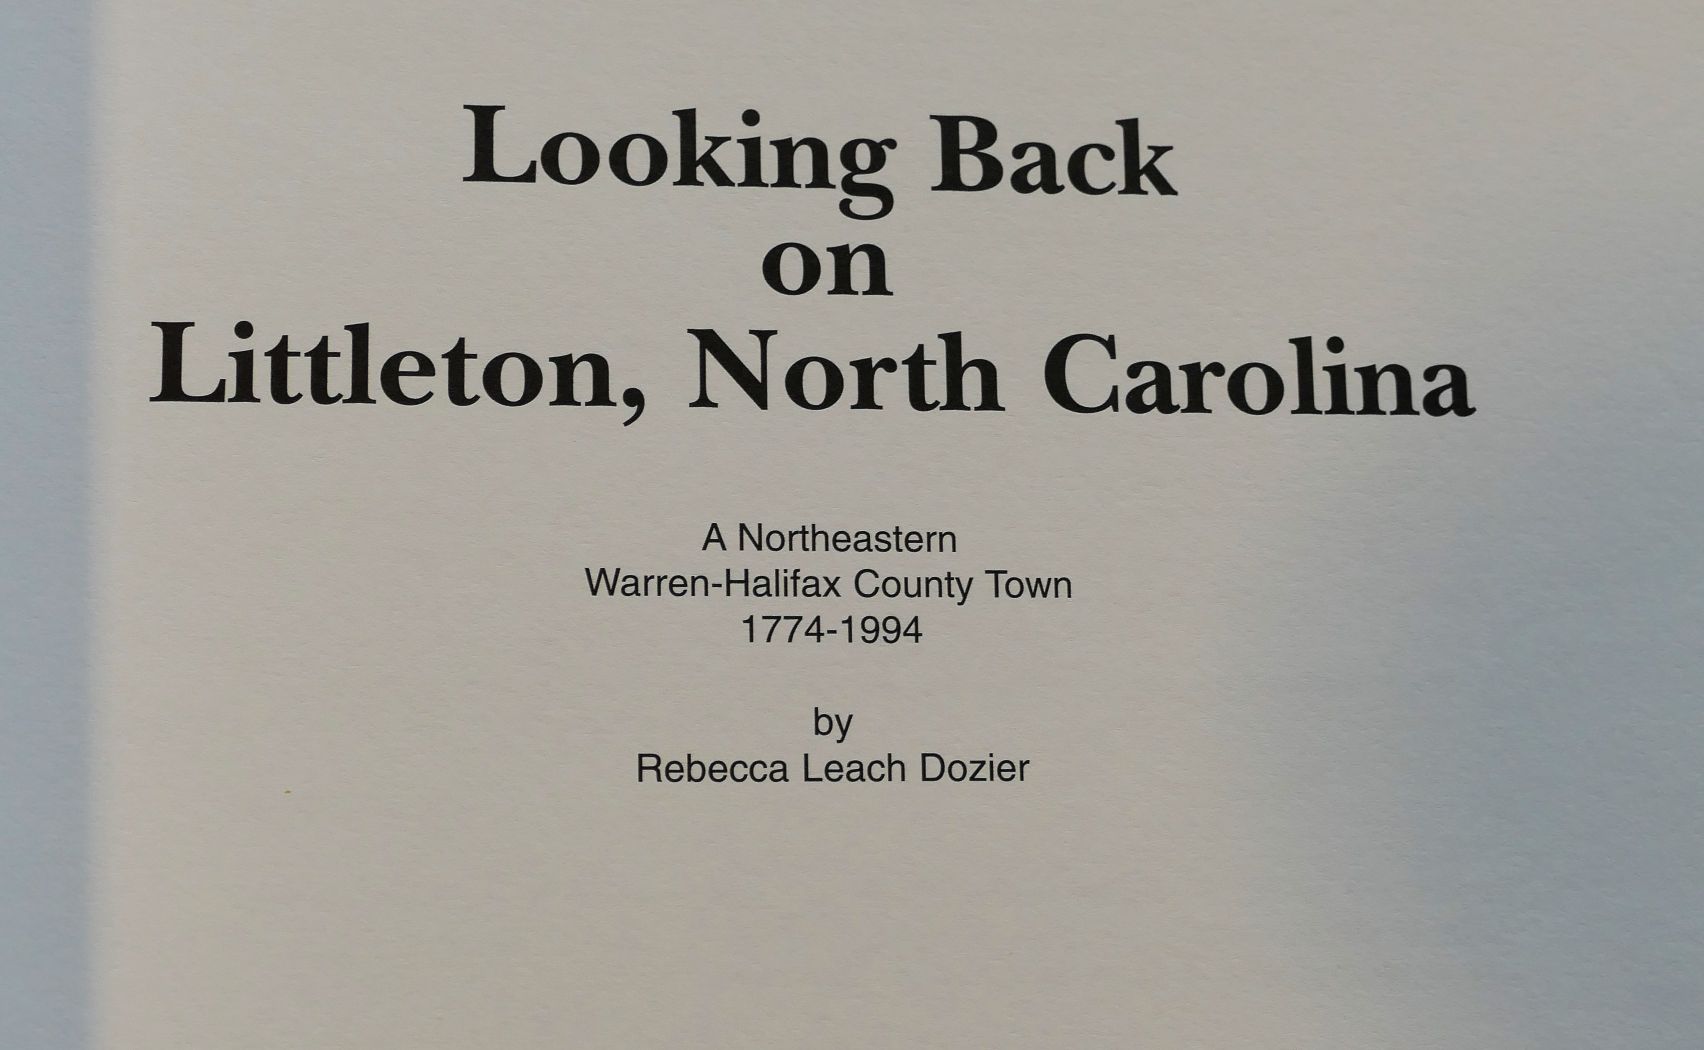 Looking Back
on
Littleton, North Carolina
A Northeastern
Warren-Halifax County Town
1774-1994
by
Rebecca Leach Dozier